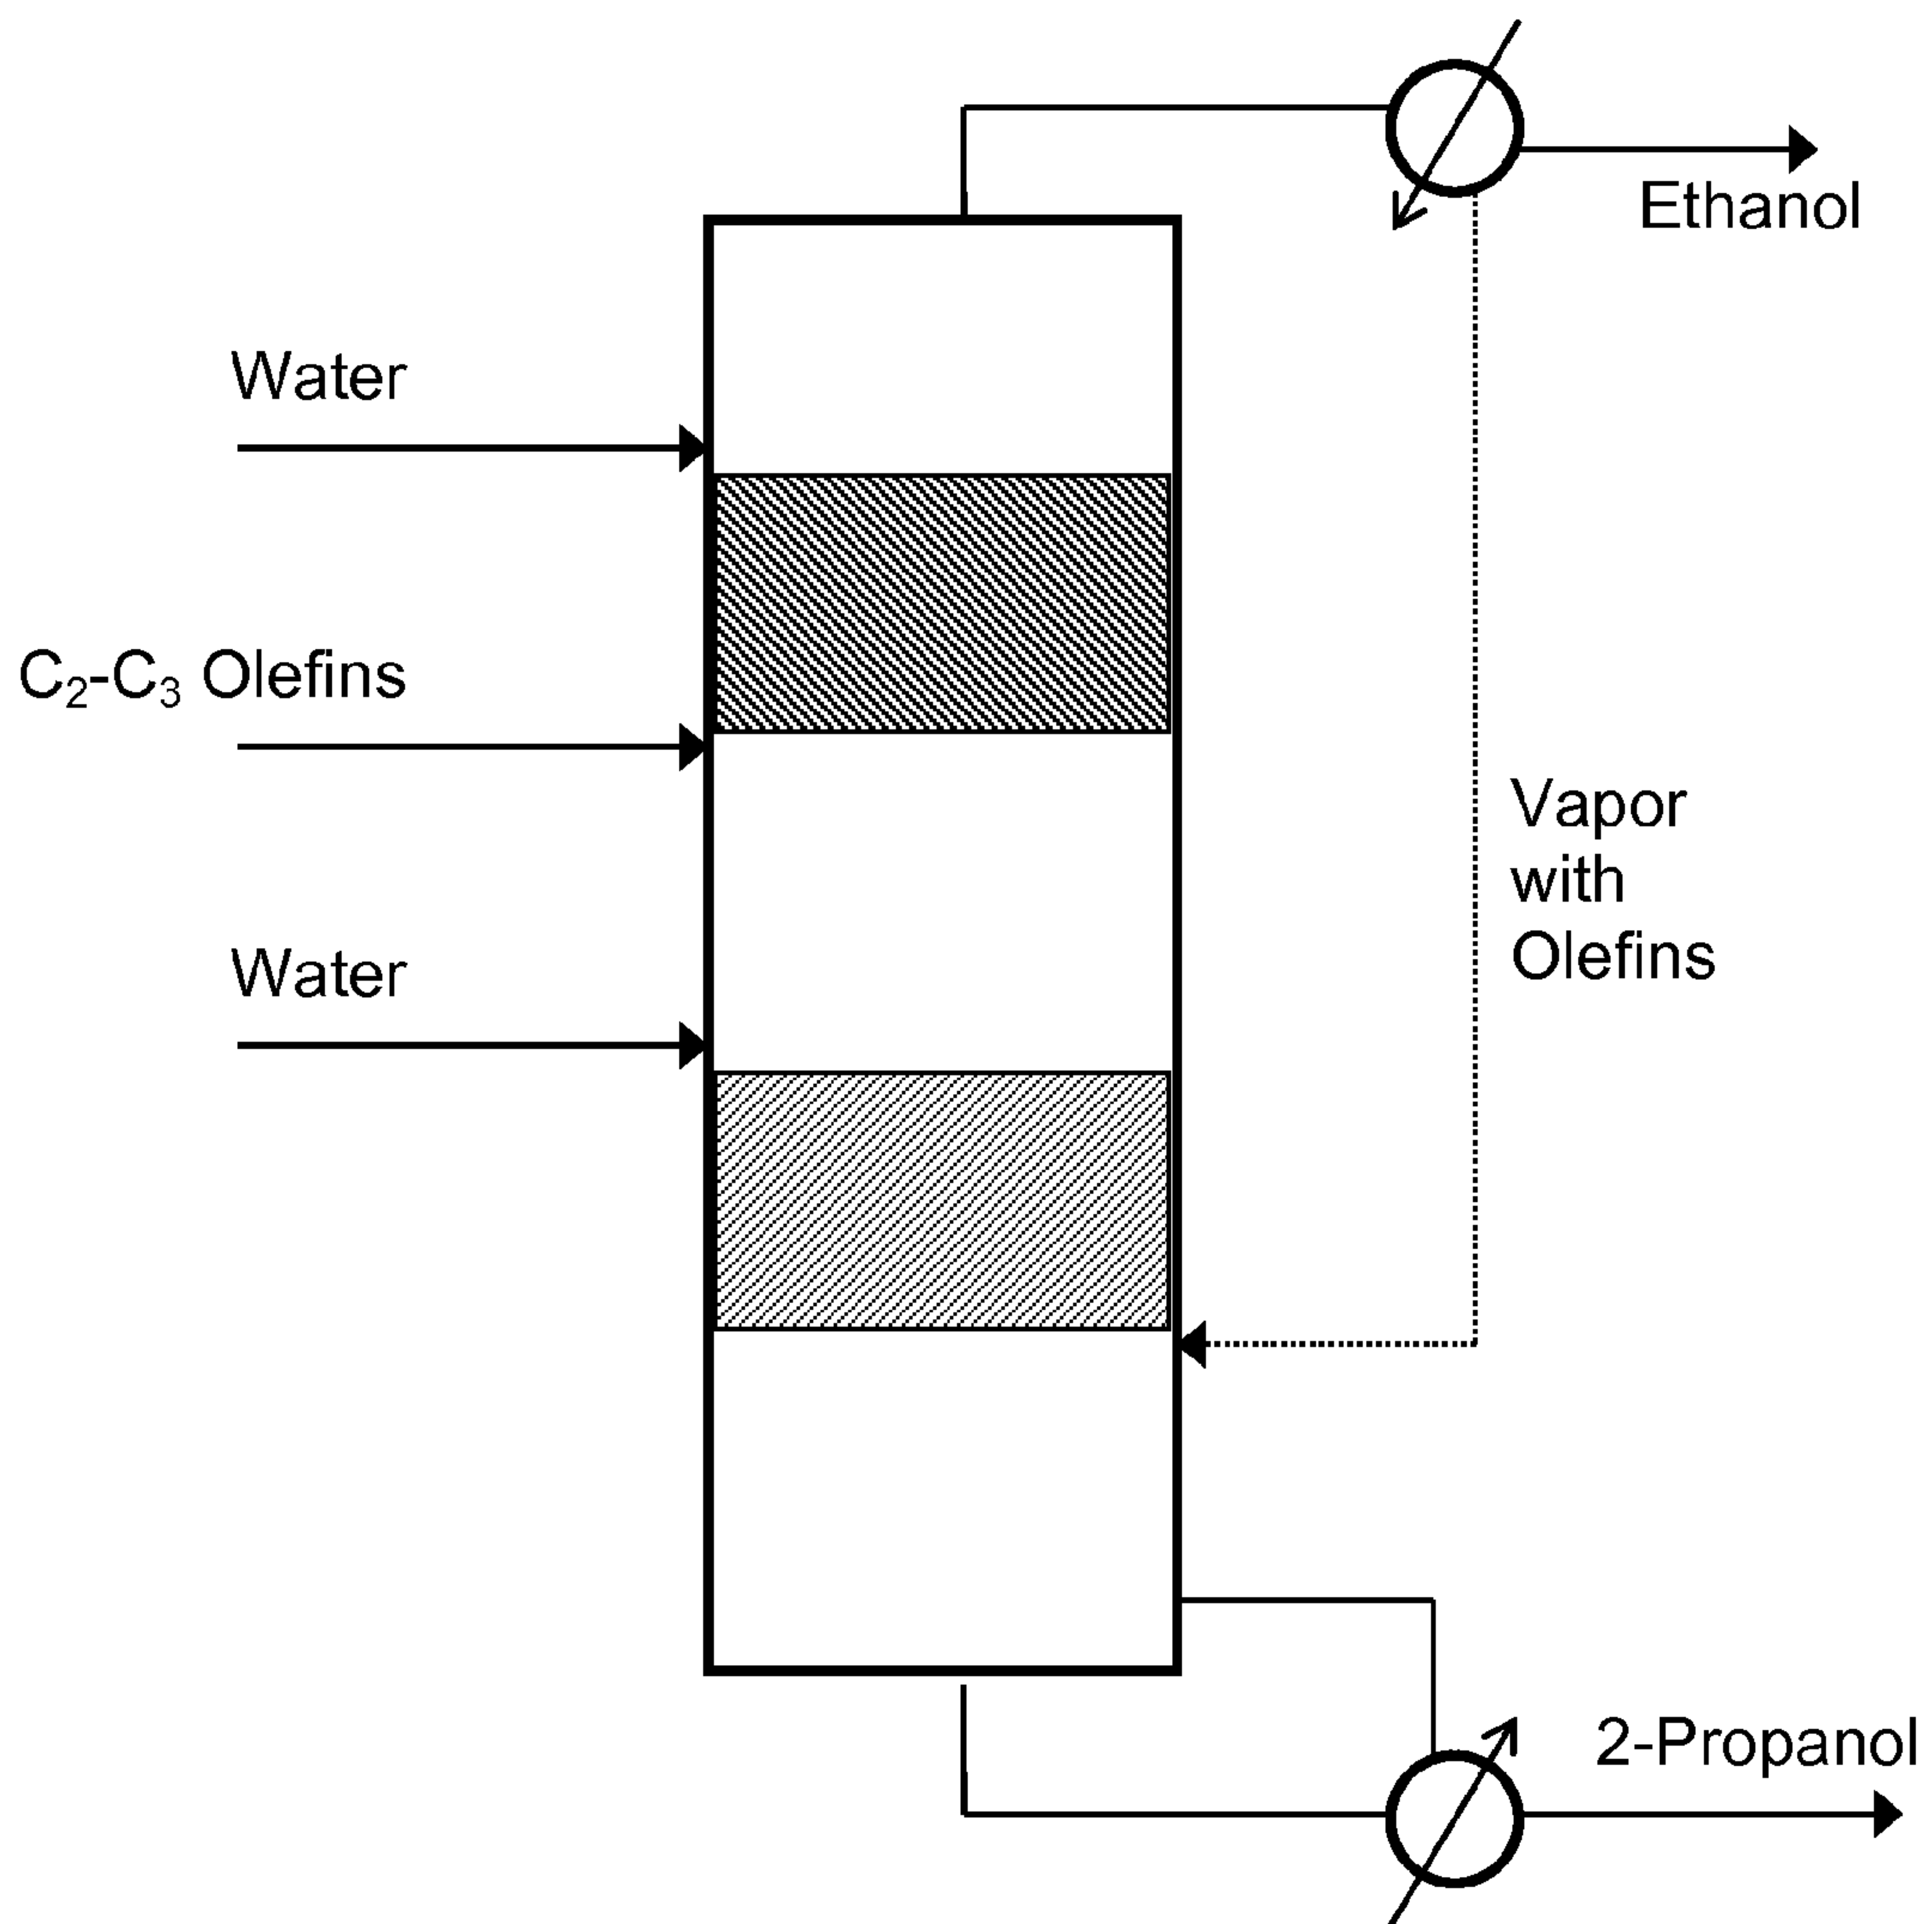 Ethanol
Water
C₂-C₃ Olefins
Water
Vapor
with
Olefins
2-Propanol